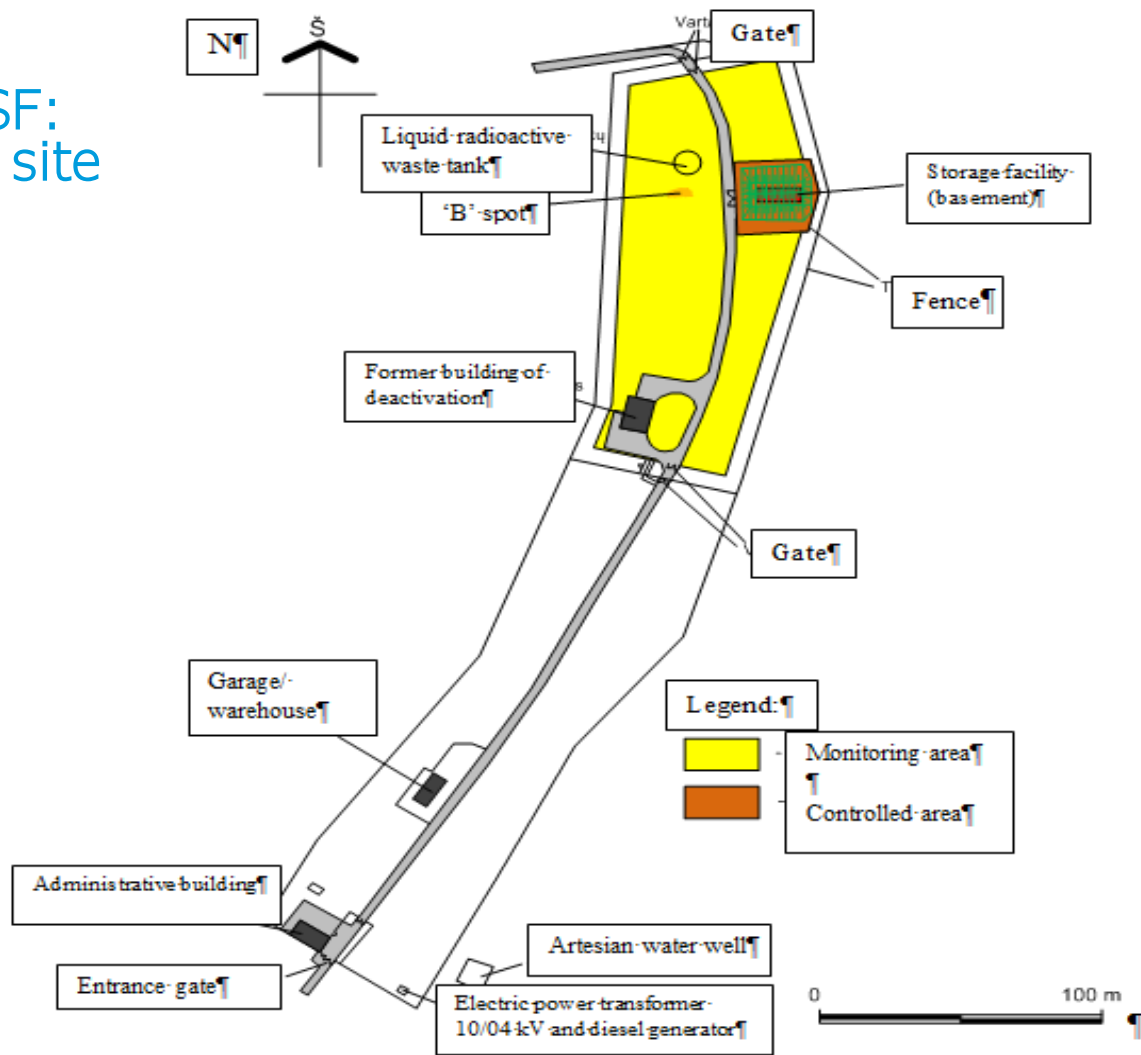 SF:
site
N¶
Š
Vart
Gate¶
Liquid radioactive
waste tank¶
‘B’ spot¶
Storage facility
(basement)¶
T
Fence¶
Former building of
deactivation¶
s
Gate¶
Garage/
warehouse¶
Legend:¶
Monitoring area¶
¶
Controlled area¶
Administrative building¶
Entrance gate¶
Artesian water well¶
Electric power transformer
10/04 kV and diesel generator¶
0 100 m
¶